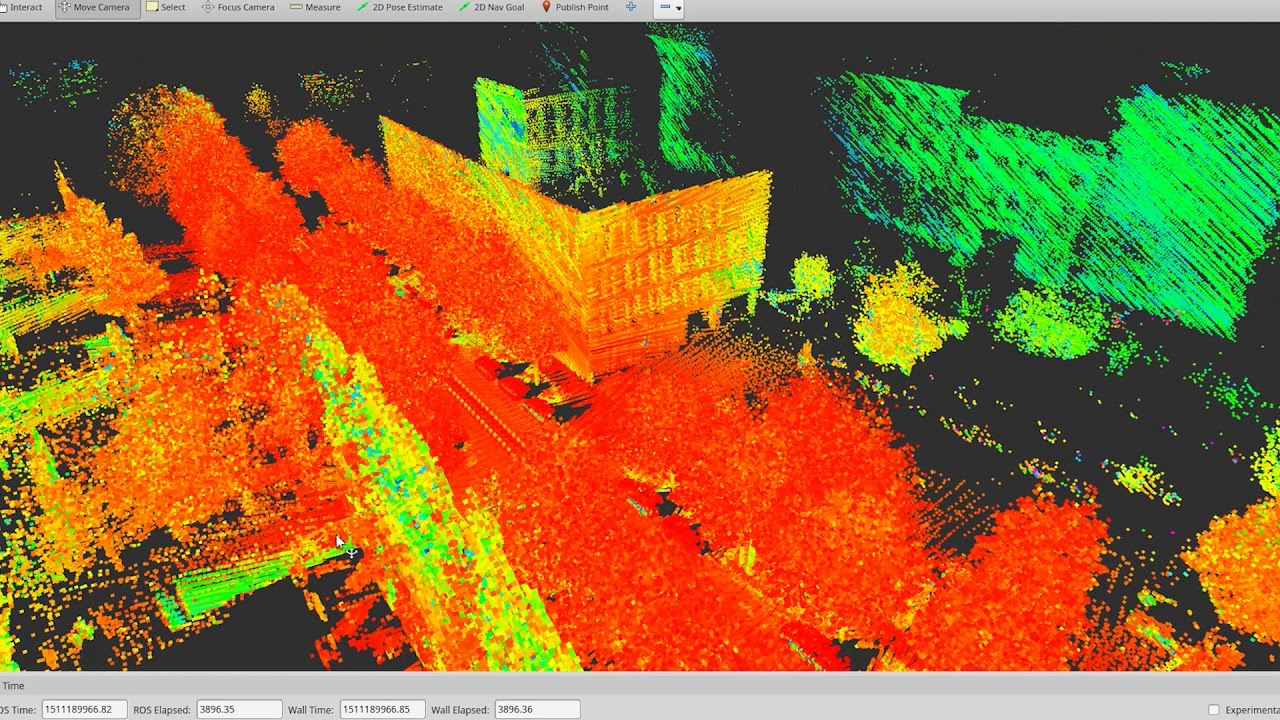 Interact Move Camera Select Focus Camera Measure 2D Pose Estimate 2D Nav Goal Publish Point
Time
OS Time: 1511189966.82 ROS Elapsed: 3896.35 Wall Time: 1511189966.85 Wall Elapsed: 3896.36 Experimenta